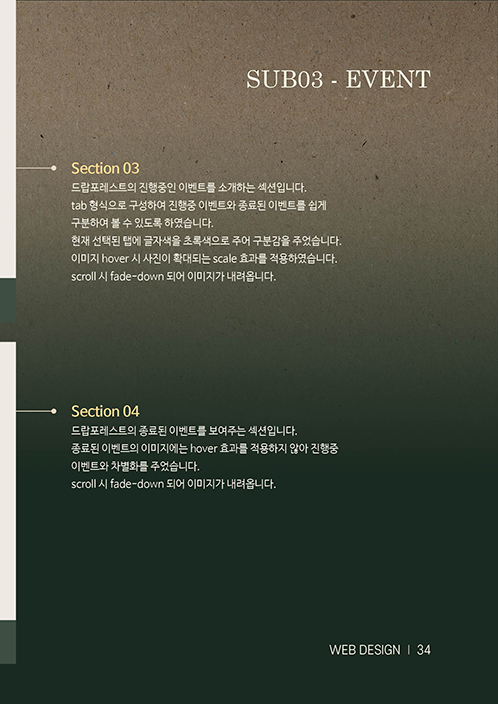 SUB03 - EVENT
Section 03
드랍포레스트의 진행중인 이벤트를 소개하는 섹션입니다.
tab 형식으로 구성하여 진행중 이벤트와 종료된 이벤트를 쉽게
구분하여 볼 수 있도록 하였습니다.
현재 선택된 탭에 글자색을 초록색으로 주어 구분감을 주었습니다.
이미지 hover 시 사진이 확대되는 scale 효과를 적용하였습니다.
scroll 시 fade-down 되어 이미지가 내려옵니다.
Section 04
드랍포레스트의 종료된 이벤트를 보여주는 섹션입니다.
종료된 이벤트의 이미지에는 hover 효과를 적용하지 않아 진행중
이벤트와 차별화를 주었습니다.
scroll 시 fade-down 되어 이미지가 내려옵니다.
WEB DESIGN | 34